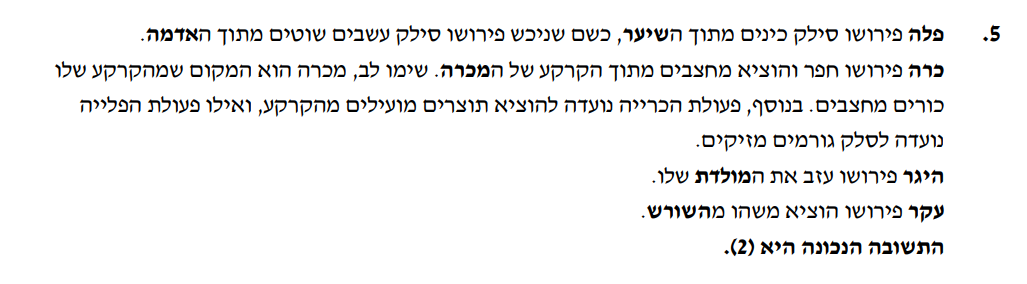 5. פלה פירושו סילק כינים מתוך השיער, כשם שניכש פירושו סילק עשבים שוטים מתוך האדמה.
כרה פירושו חפר והוציא מחצבים מתוך הקרקע של המכרה. שימו לב, מכרה הוא המקום שמהקרקע שלו
כורים מחצבים. בנוסף, פעולת הכרייה נועדה להוציא תוצרים מועילים מהקרקע, ואילו פעולת הפלייה
נועדה לסלק גורמים מזיקים.
היגר פירושו עזב את המולדת שלו.
עקר פירושו הוציא משהו מהשורש.
התשובה הנכונה היא (2).